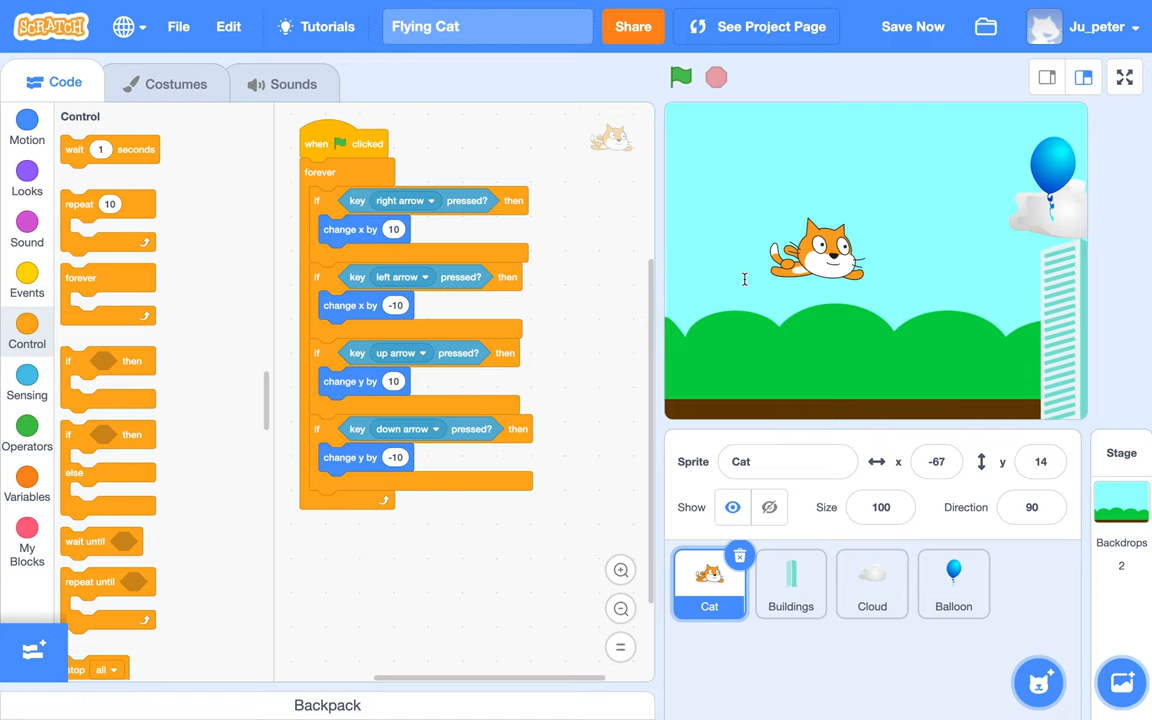 SCRATCH
File
Edit
Tutorials
Flying Cat
Share
See Project Page
Save Now
Ju_peter
Code
Costumes
Sounds
Motion
Looks
Sound
Events
Control
Sensing
Operators
Variables
My
Blocks
Control
wait 1 seconds
repeat 10
forever
if then
if then
else
wait until
repeat until
stop all
when clicked
forever
if key right arrow pressed? then
change x by 10
if key left arrow pressed? then
change x by -10
if key up arrow pressed? then
change y by 10
if key down arrow pressed? then
change y by -10
Backpack
Sprite Cat x -67 y 14
Show Size 100 Direction 90
Cat
Buildings
Cloud
Balloon
Stage
Backdrops
2